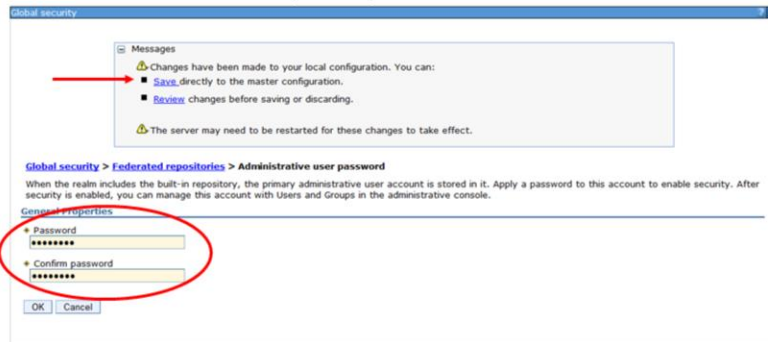 Global security ?
Messages
Changes have been made to your local configuration. You can:
Save directly to the master configuration.
Review changes before saving or discarding.
The server may need to be restarted for these changes to take effect.
Global security > Federated repositories > Administrative user password
When the realm includes the built-in repository, the primary administrative user account is stored in it. Apply a password to this account to enable security. After
security is enabled, you can manage this account with Users and Groups in the administrative console.
General Properties
Password
••••••••
Confirm password
••••••••
OK Cancel